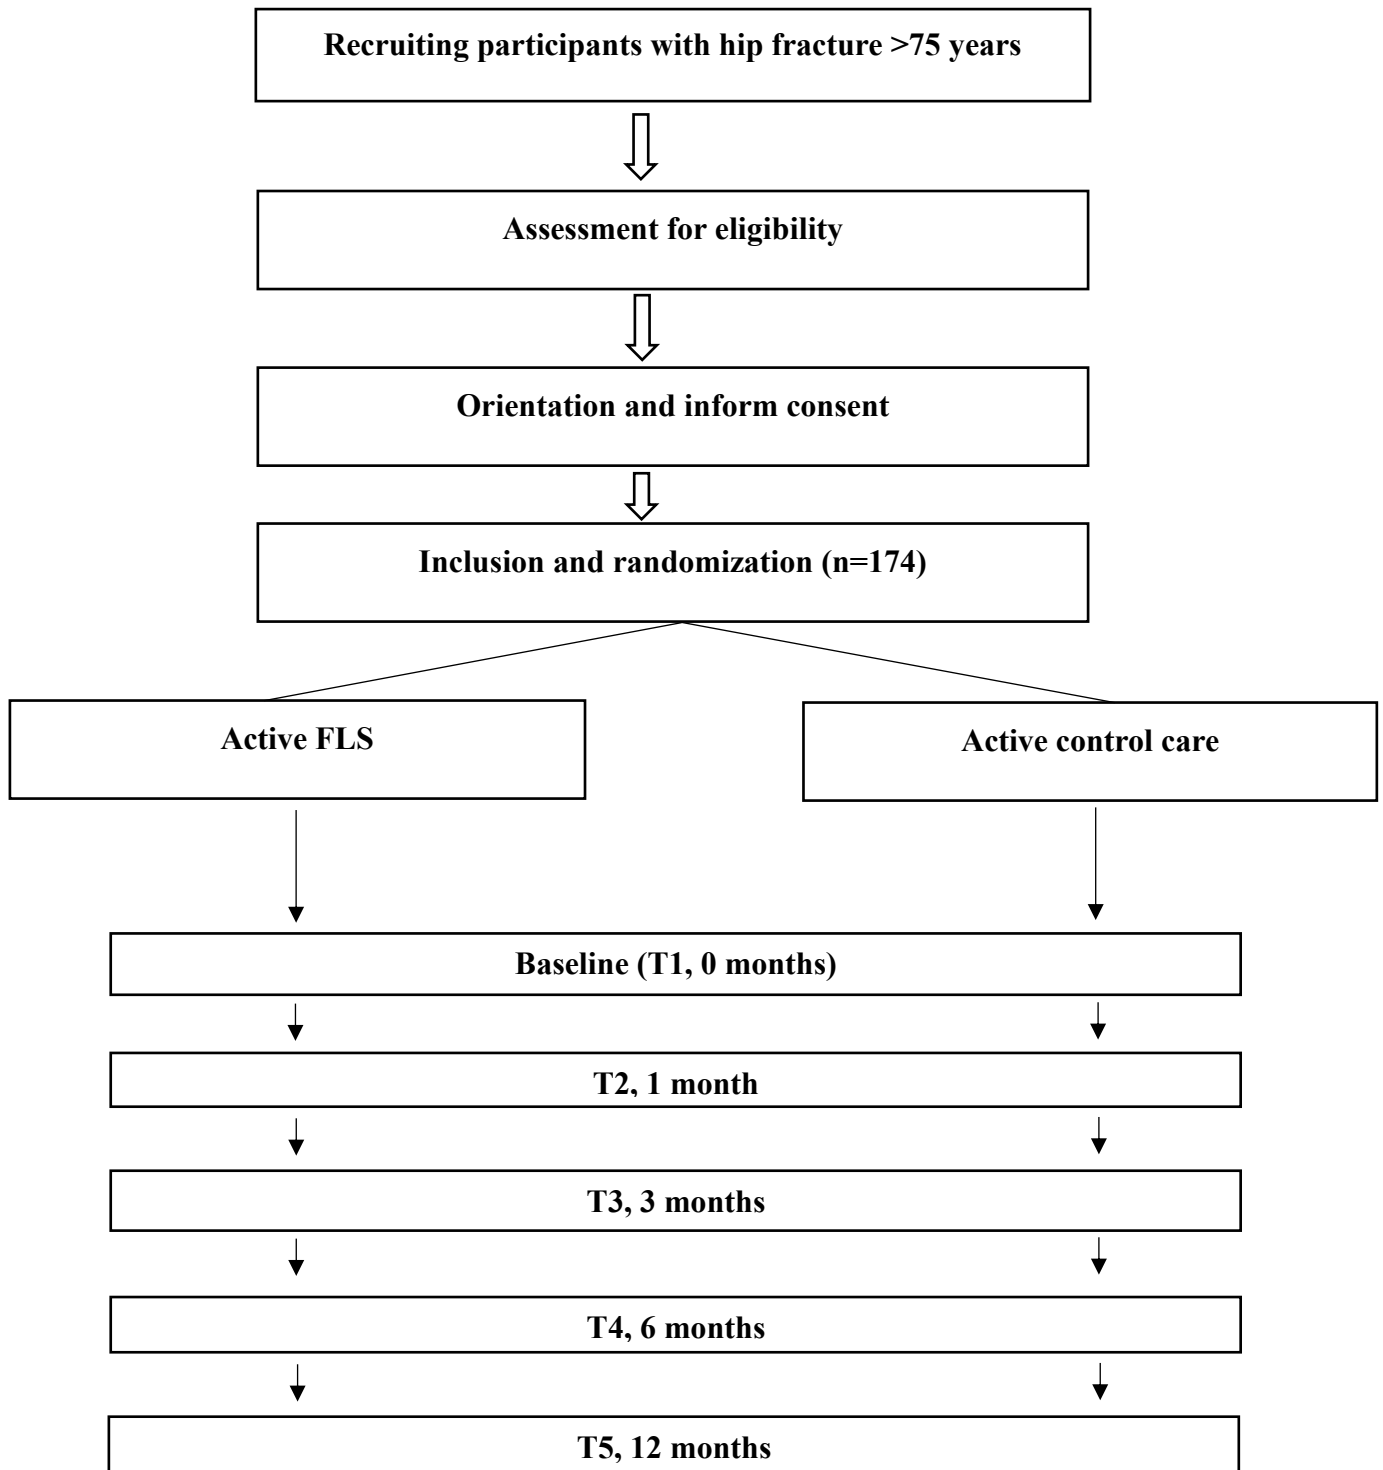 Recruiting participants with hip fracture >75 years
Assessment for eligibility
Orientation and inform consent
Inclusion and randomization (n=174)
Active FLS
Active control care
Baseline (T1, 0 months)
T2, 1 month
T3, 3 months
T4, 6 months
T5, 12 months